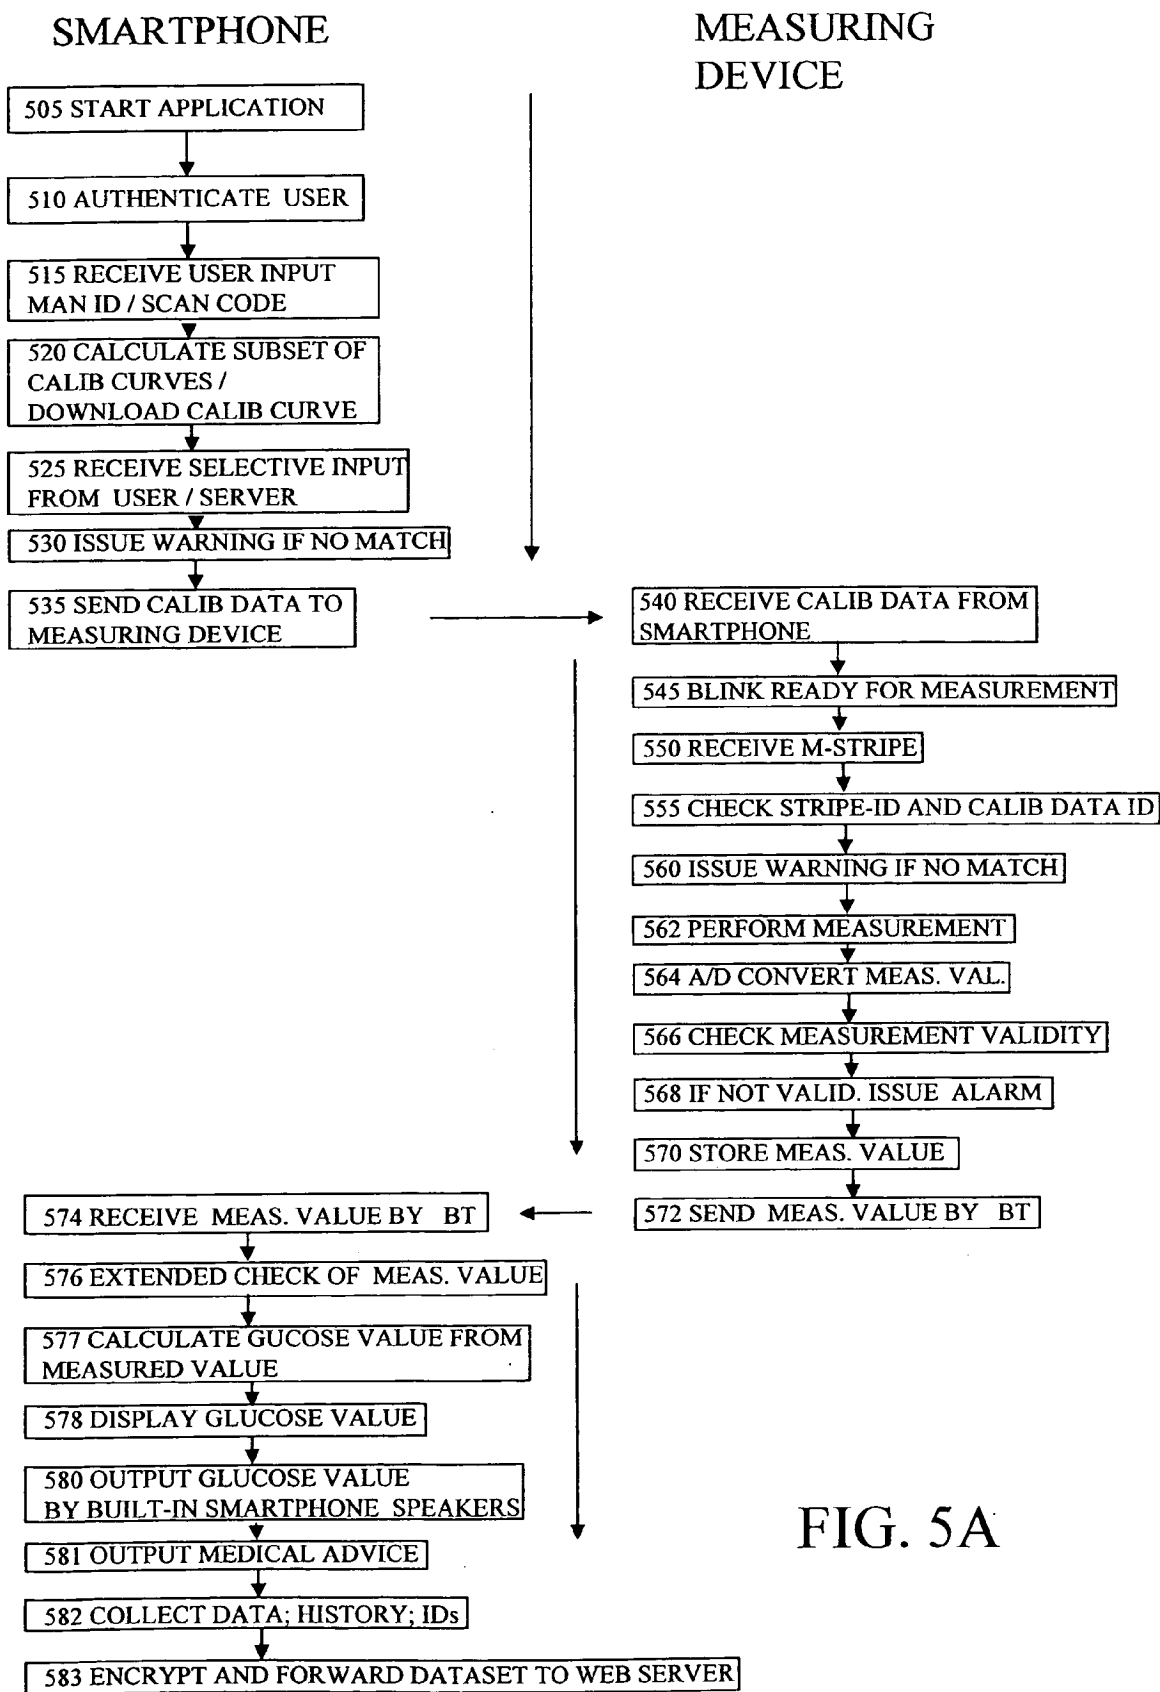 SMARTPHONE
MEASURING
DEVICE
505 START APPLICATION
510 AUTHENTICATE USER
515 RECEIVE USER INPUT
MAN ID / SCAN CODE
520 CALCULATE SUBSET OF
CALIB CURVES /
DOWNLOAD CALIB CURVE
525 RECEIVE SELECTIVE INPUT
FROM USER / SERVER
530 ISSUE WARNING IF NO MATCH
535 SEND CALIB DATA TO
MEASURING DEVICE
540 RECEIVE CALIB DATA FROM
SMARTPHONE
545 BLINK READY FOR MEASUREMENT
550 RECEIVE M-STRIPE
555 CHECK STRIPE-ID AND CALIB DATA ID
560 ISSUE WARNING IF NO MATCH
562 PERFORM MEASUREMENT
564 A/D CONVERT MEAS. VAL.
566 CHECK MEASUREMENT VALIDITY
568 IF NOT VALID. ISSUE ALARM
570 STORE MEAS. VALUE
572 SEND MEAS. VALUE BY BT
574 RECEIVE MEAS. VALUE BY BT
576 EXTENDED CHECK OF MEAS. VALUE
577 CALCULATE GUCOSE VALUE FROM
MEASURED VALUE
578 DISPLAY GLUCOSE VALUE
580 OUTPUT GLUCOSE VALUE
BY BUILT-IN SMARTPHONE SPEAKERS
581 OUTPUT MEDICAL ADVICE
582 COLLECT DATA; HISTORY; IDs
583 ENCRYPT AND FORWARD DATASET TO WEB SERVER
FIG. 5A